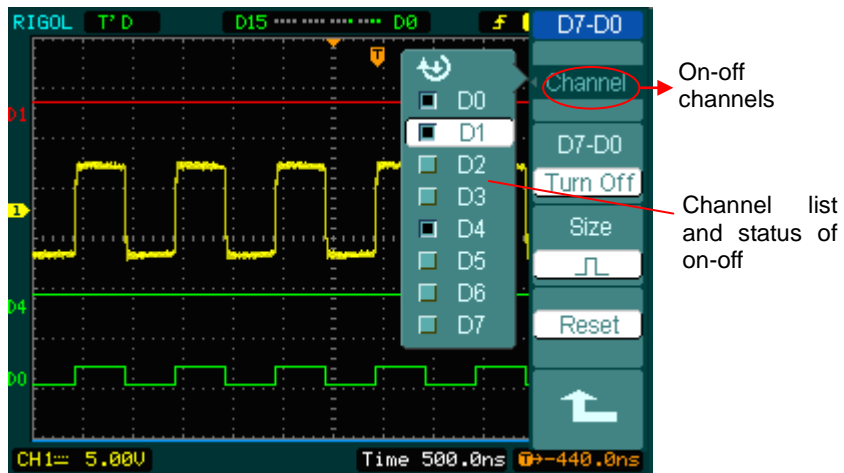 RIGOL T'D D15 D0 D7-D0
Channel
On-off
channels
D0
D1
D2
D3
D4
D5
D6
D7
D7-D0
Turn Off
Size
Reset
Channel list
and status of
on-off
D1
T
1
D4
D0
CH1 5.00V Time 500.0ns T→-440.0ns